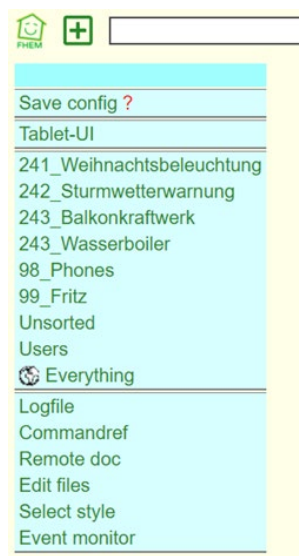 FHEM
Save config ?
Tablet-UI
241_Weihnachtsbeleuchtung
242_Sturmwetterwarnung
243_Balkonkraftwerk
243_Wasserboiler
98_Phones
99_Fritz
Unsorted
Users
Everything
Logfile
Commandref
Remote doc
Edit files
Select style
Event monitor